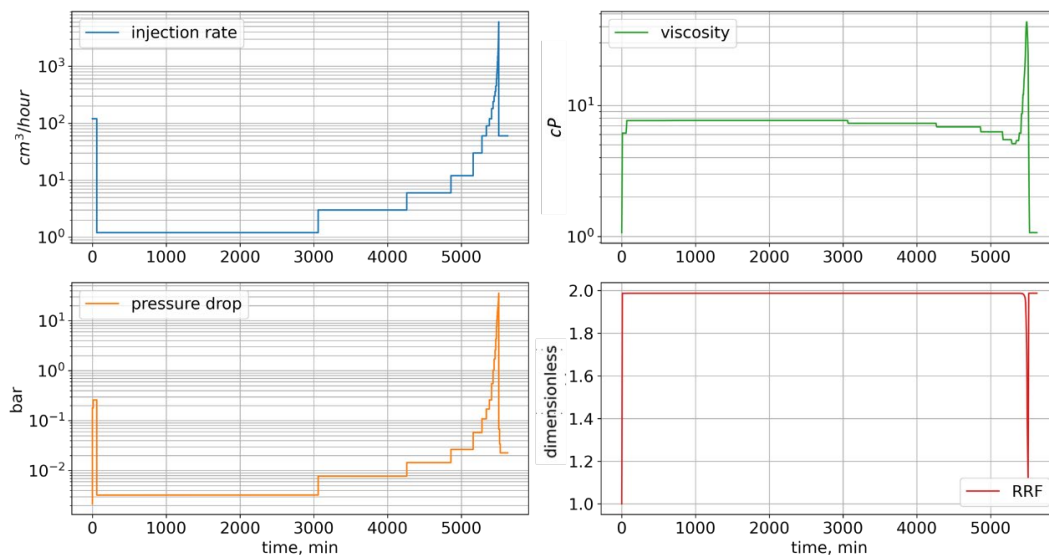 injection rate
cm³/hour
10³
10²
10¹
10⁰
0 1000 2000 3000 4000 5000
viscosity
cP
10¹
10⁰
0 1000 2000 3000 4000 5000
pressure drop
bar
10¹
10⁰
10⁻¹
10⁻²
0 1000 2000 3000 4000 5000
time, min
dimensionless
2.0
1.8
1.6
1.4
1.2
1.0
RRF
0 1000 2000 3000 4000 5000
time, min